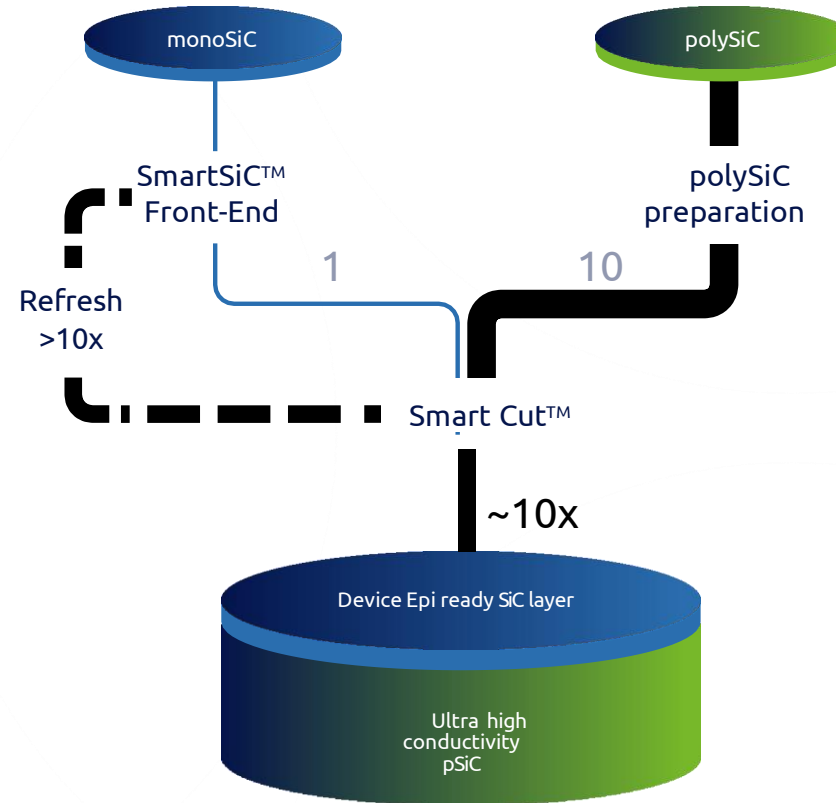 monoSiC
polySiC
SmartSiC™
Front-End
polySiC
preparation
1
10
Refresh
>10x
Smart Cut™
~10x
Device Epi ready SiC layer
Ultra high
conductivity
pSiC